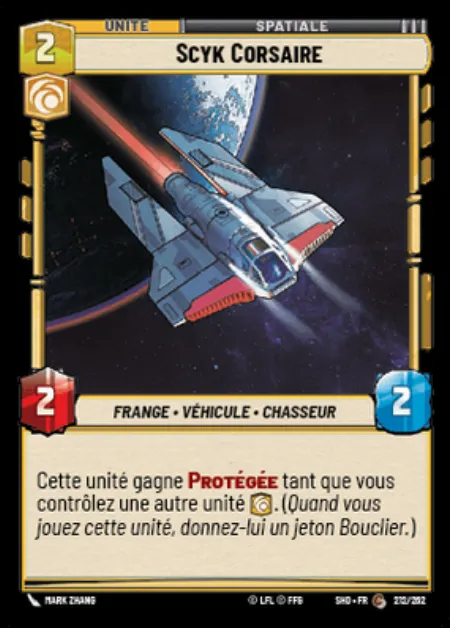 UNITÉ SPATIALE
2
SCYK CORSAIRE
2
FRANGE • VÉHICULE • CHASSEUR
2
Cette unité gagne PROTÉGÉE tant que vous
contrôlez une autre unité . (Quand vous
jouez cette unité, donnez-lui un jeton Bouclier.)
MARK ZHANG © LFL © FFG SHD • FR 212/262